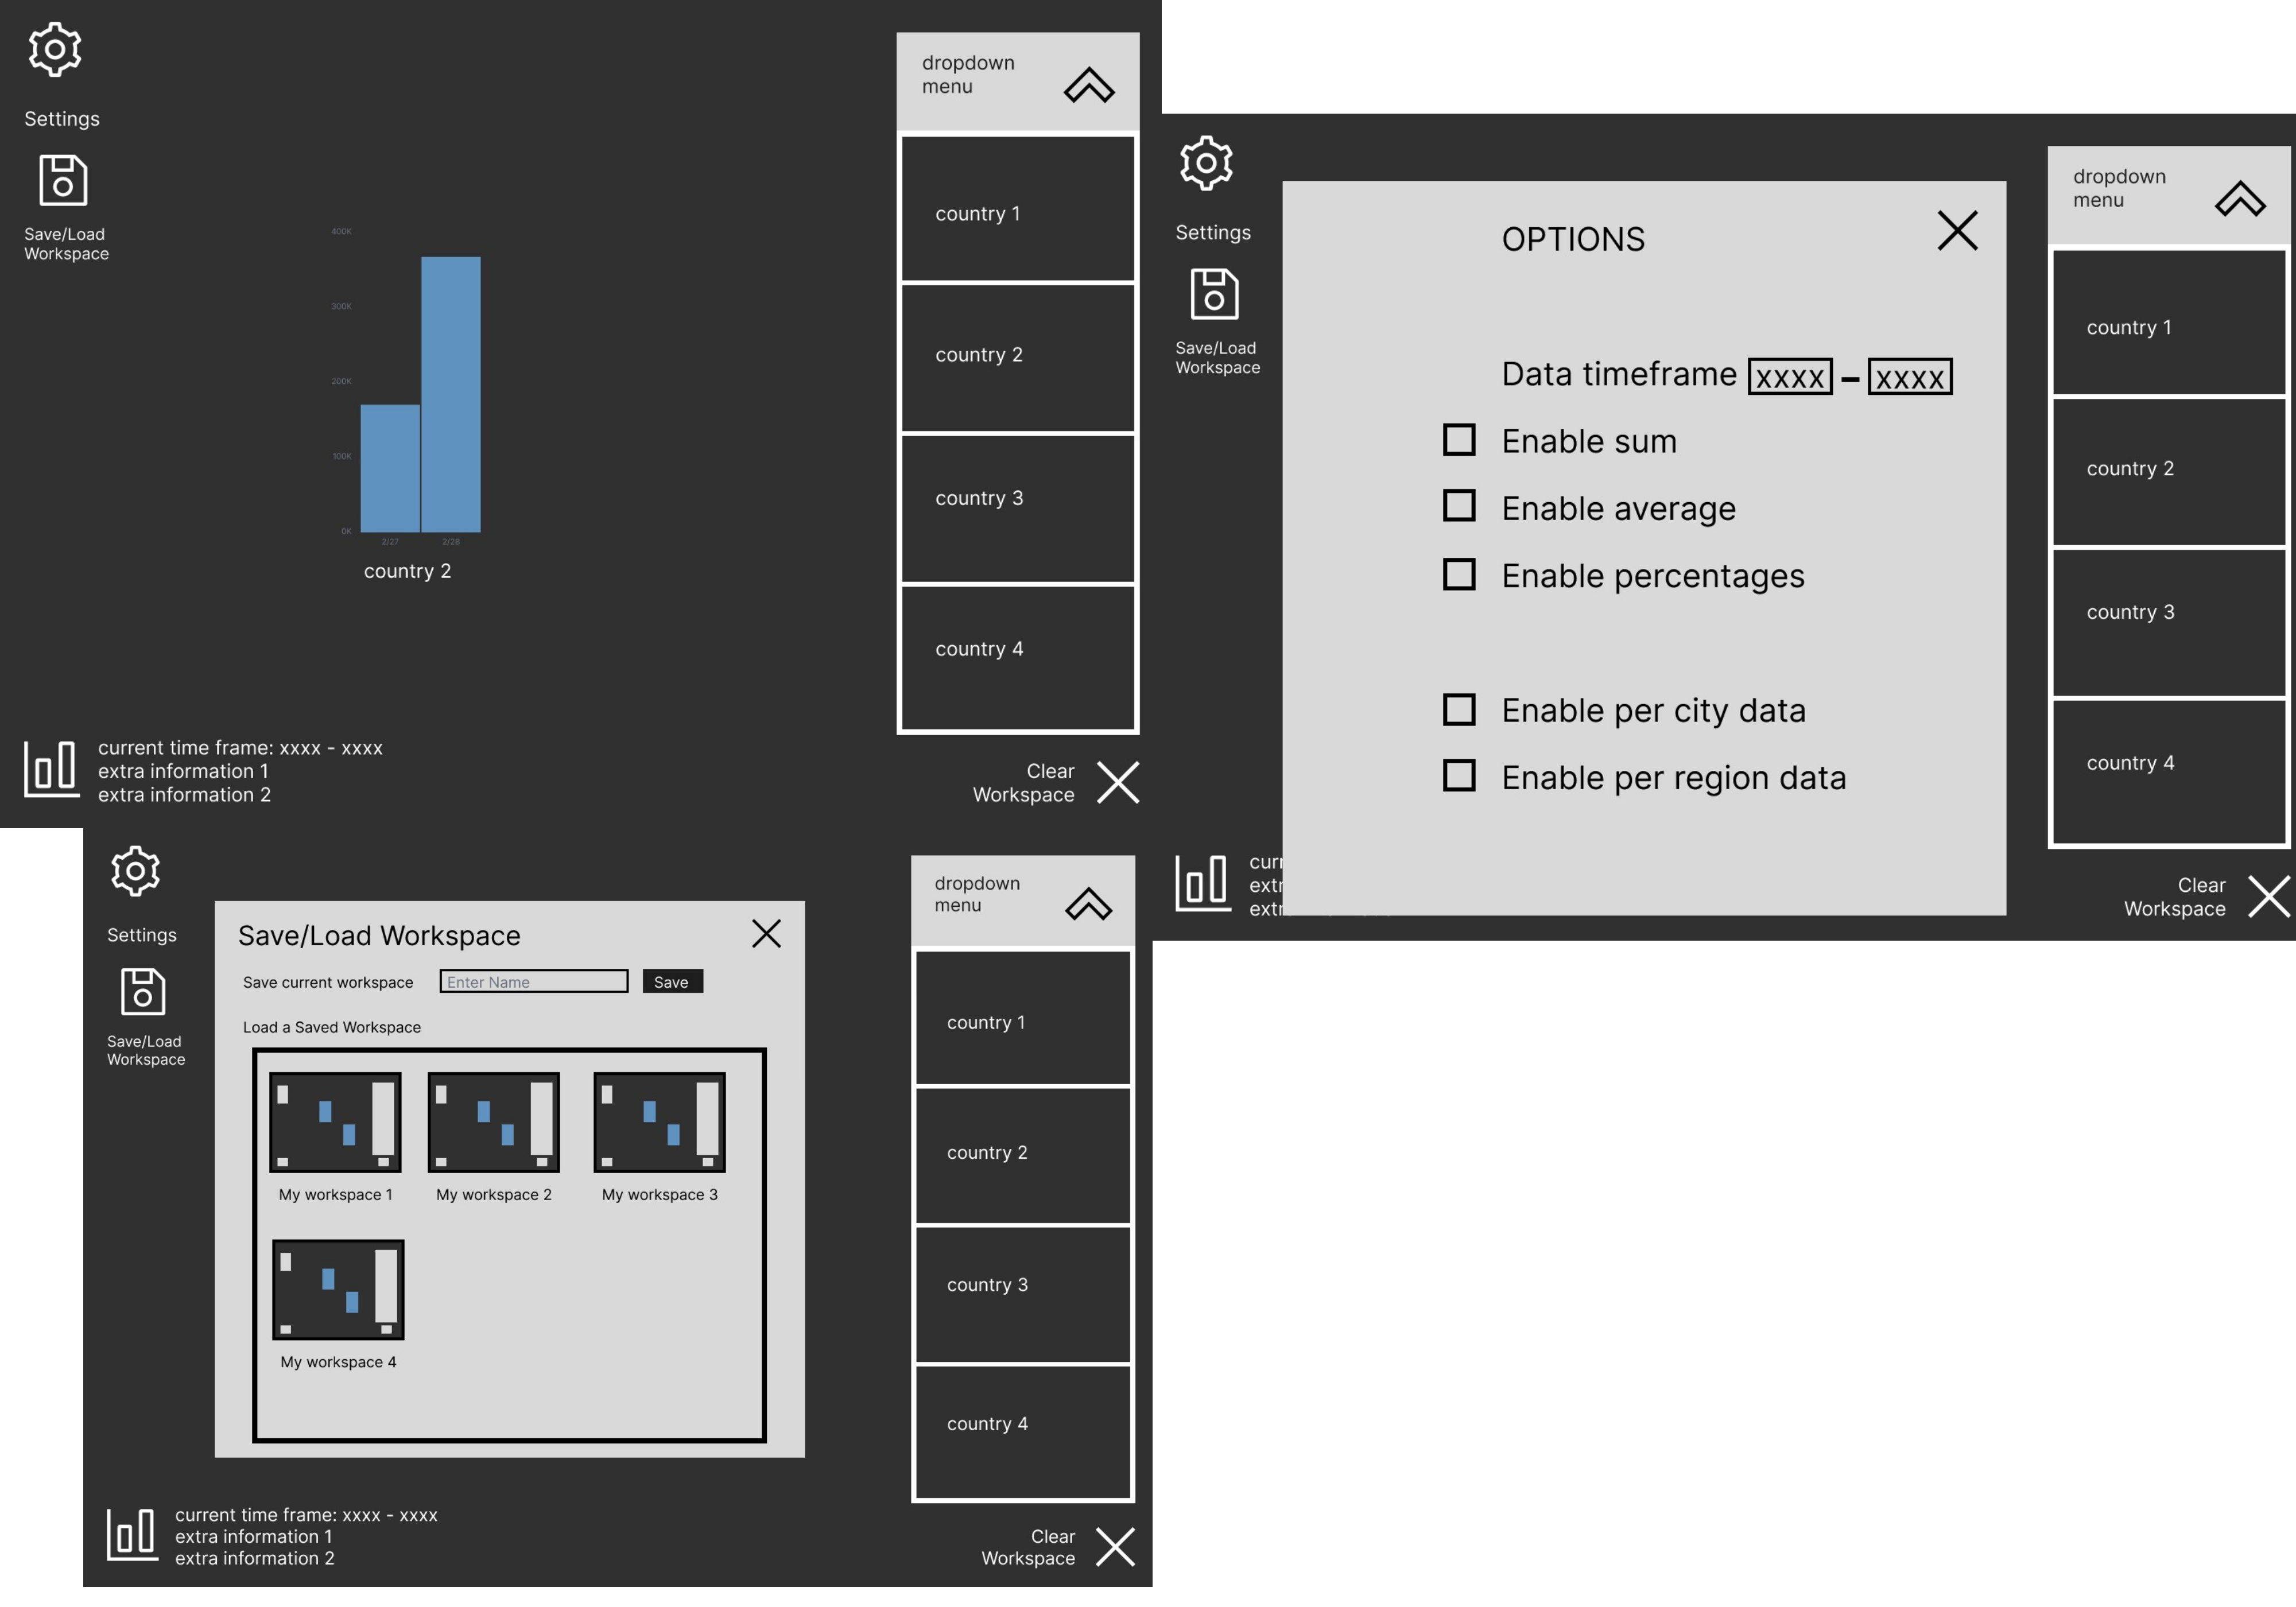 Settings
Save/Load
Workspace
400K
300K
200K
100K
0K
2/27
2/28
country 2
dropdown
menu
country 1
country 2
country 3
country 4
current time frame: xxxx - xxxx
extra information 1
extra information 2
Clear
Workspace
Settings
Save/Load
Workspace
OPTIONS
Data timeframe xxxx – xxxx
Enable sum
Enable average
Enable percentages
Enable per city data
Enable per region data
dropdown
menu
country 1
country 2
country 3
country 4
curr
extr
extr
Clear
Workspace
Settings
Save/Load
Workspace
Save/Load Workspace
Save current workspace Enter Name Save
Load a Saved Workspace
My workspace 1 My workspace 2 My workspace 3
My workspace 4
dropdown
menu
country 1
country 2
country 3
country 4
current time frame: xxxx - xxxx
extra information 1
extra information 2
Clear
Workspace